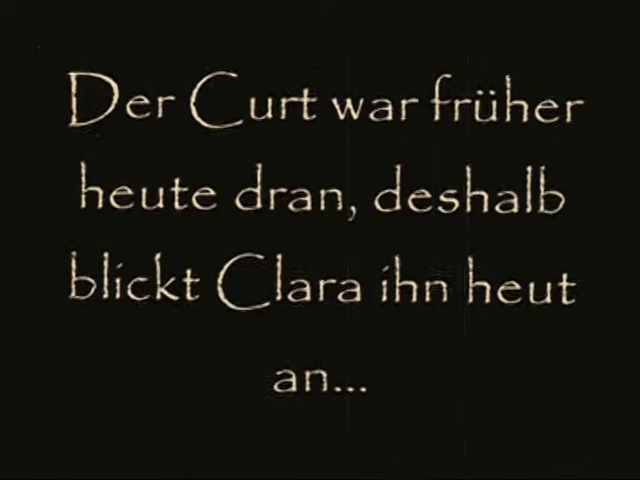 Der Curt war früher
heute dran, deshalb
blickt Clara ihn heut
an...